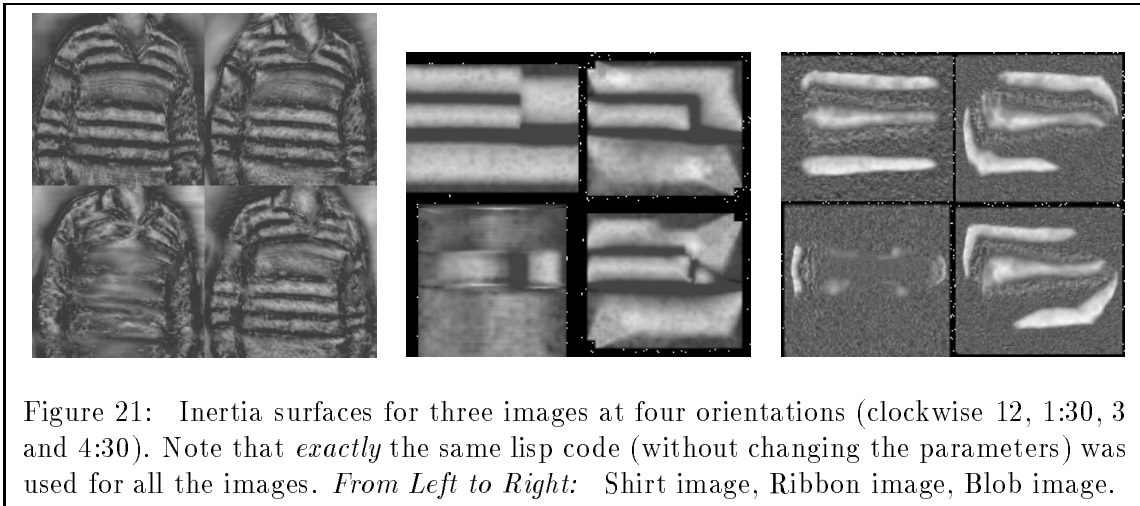 Figure 21: Inertia surfaces for three images at four orientations (clockwise 12, 1:30, 3
and 4:30). Note that exactly the same lisp code (without changing the parameters) was
used for all the images. From Left to Right: Shirt image, Ribbon image, Blob image.